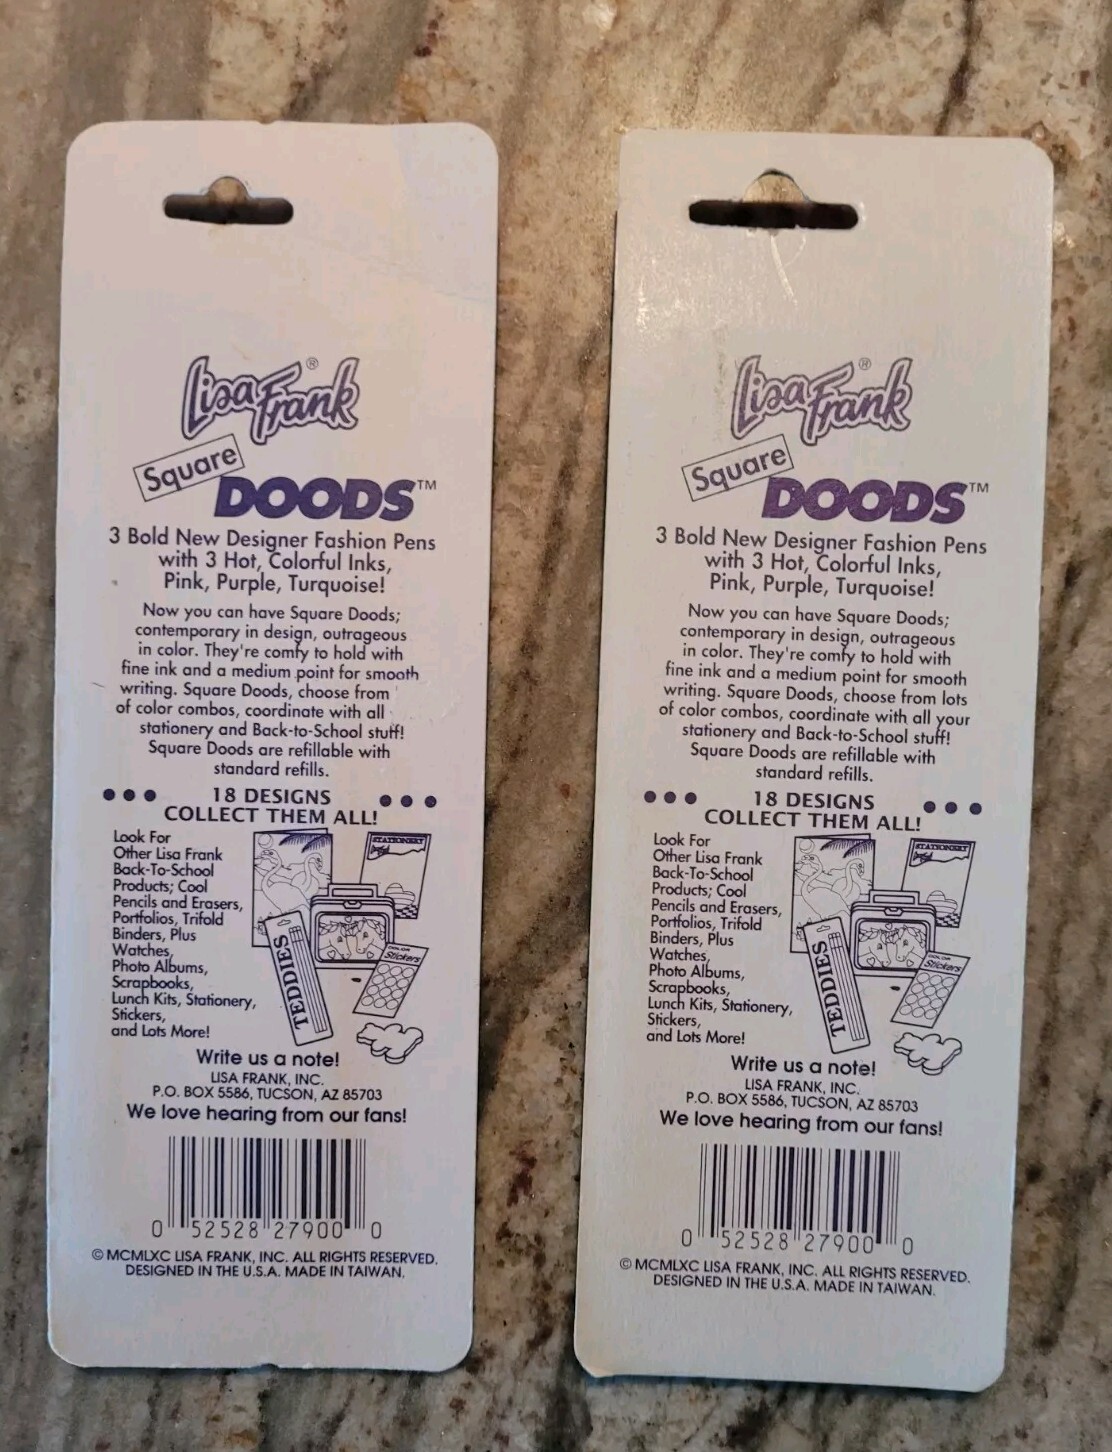 Lisa Frank®
Square
DOODS™
3 Bold New Designer Fashion Pens
with 3 Hot, Colorful Inks,
Pink, Purple, Turquoise!
Now you can have Square Doods;
contemporary in design, outrageous
in color. They're comfy to hold with
fine ink and a medium point for smooth
writing. Square Doods, choose from
of color combos, coordinate with all
stationery and Back-to-School stuff!
Square Doods are refillable with
standard refills.
••• 18 DESIGNS •••
COLLECT THEM ALL!
Look For
Other Lisa Frank
Back-To-School
Products; Cool
Pencils and Erasers,
Portfolios, Trifold
Binders, Plus
Watches,
Photo Albums,
Scrapbooks,
Lunch Kits, Stationery,
Stickers,
and Lots More!
STATIONERY
TEDDIES
Stickers
Write us a note!
LISA FRANK, INC.
P.O. BOX 5586, TUCSON, AZ 85703
We love hearing from our fans!
0 52528 27900 0
© MCMLXC LISA FRANK, INC. ALL RIGHTS RESERVED.
DESIGNED IN THE U.S.A. MADE IN TAIWAN.
Lisa Frank®
Square
DOODS™
3 Bold New Designer Fashion Pens
with 3 Hot, Colorful Inks,
Pink, Purple, Turquoise!
Now you can have Square Doods;
contemporary in design, outrageous
in color. They're comfy to hold with
fine ink and a medium point for smooth
writing. Square Doods, choose from lots
of color combos, coordinate with all your
stationery and Back-to-School stuff!
Square Doods are refillable with
standard refills.
••• 18 DESIGNS •••
COLLECT THEM ALL!
Look For
Other Lisa Frank
Back-To-School
Products; Cool
Pencils and Erasers,
Portfolios, Trifold
Binders, Plus
Watches,
Photo Albums,
Scrapbooks,
Lunch Kits, Stationery,
Stickers,
and Lots More!
STATIONERY
TEDDIES
Stickers
Write us a note!
LISA FRANK, INC.
P.O. BOX 5586, TUCSON, AZ 85703
We love hearing from our fans!
0 52528 27900 0
© MCMLXC LISA FRANK, INC. ALL RIGHTS RESERVED.
DESIGNED IN THE U.S.A. MADE IN TAIWAN.